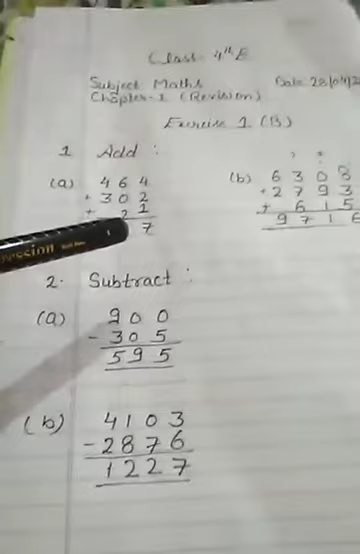 Class- 4th E
Subject Maths Date 28/04/2
Chapter-1 (Revision)
Exercise 1 (B)
1 Add :
(a) 4 6 4
+ 3 0 2
+ 2 1
7
(b) 6 3 0 8
+ 2 7 9 3
+ 6 1 5
9 7 1 6
ression
2. Subtract :
(a) 9 0 0
- 3 0 5
5 9 5
(b) 4 1 0 3
- 2 8 7 6
1 2 2 7